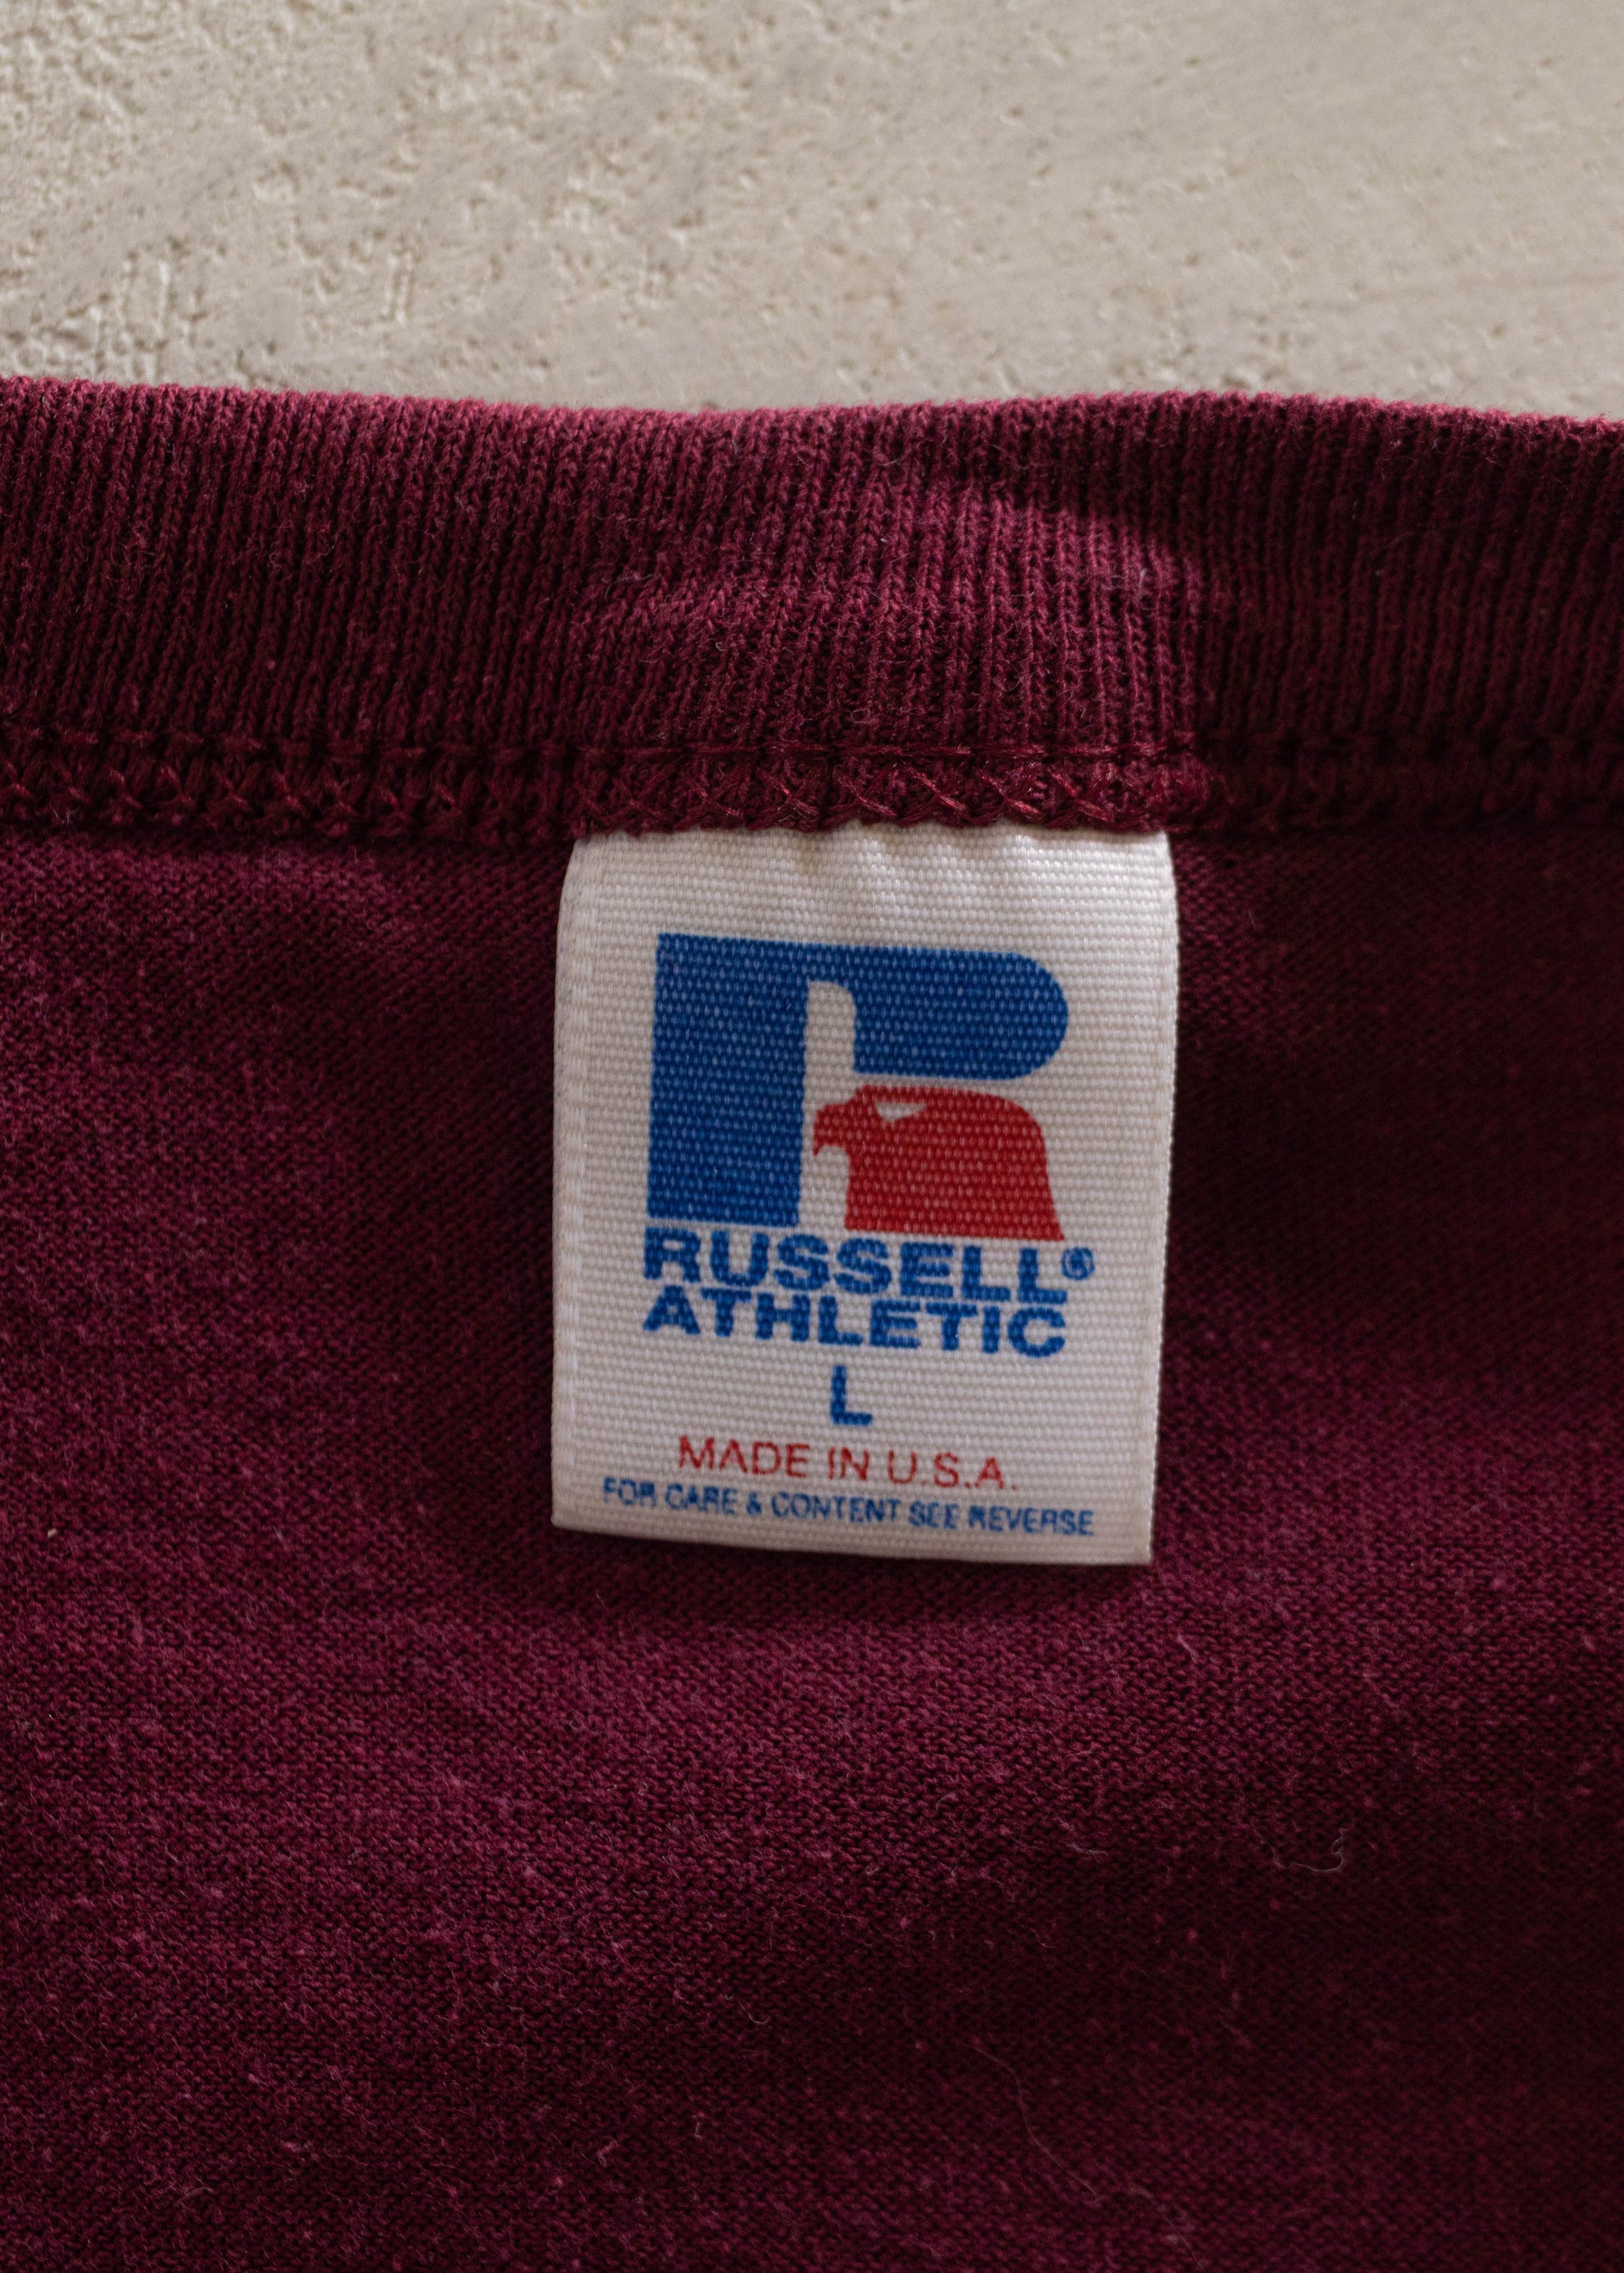 RUSSELL®
ATHLETIC
L
MADE IN U.S.A.
FOR CARE & CONTENT SEE REVERSE